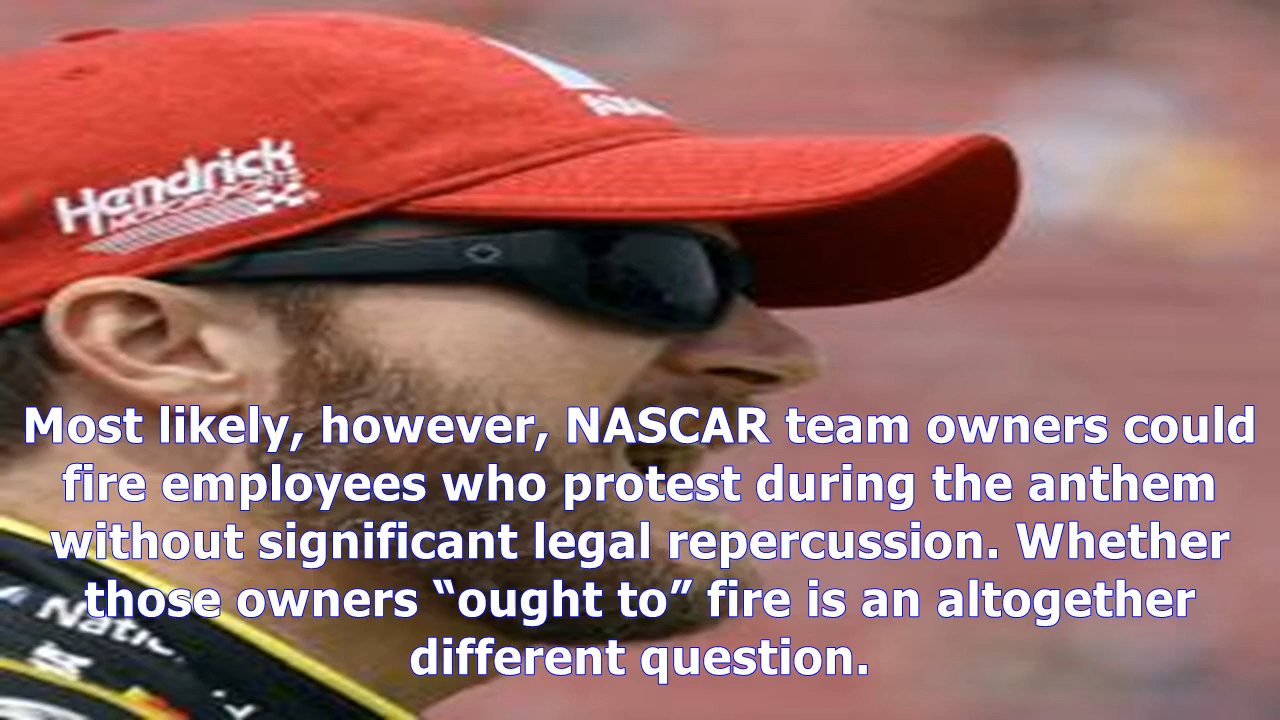 Hendrick
MOTORSPORTS
Most likely, however, NASCAR team owners could
fire employees who protest during the anthem
without significant legal repercussion. Whether
those owners “ought to” fire is an altogether
different question.